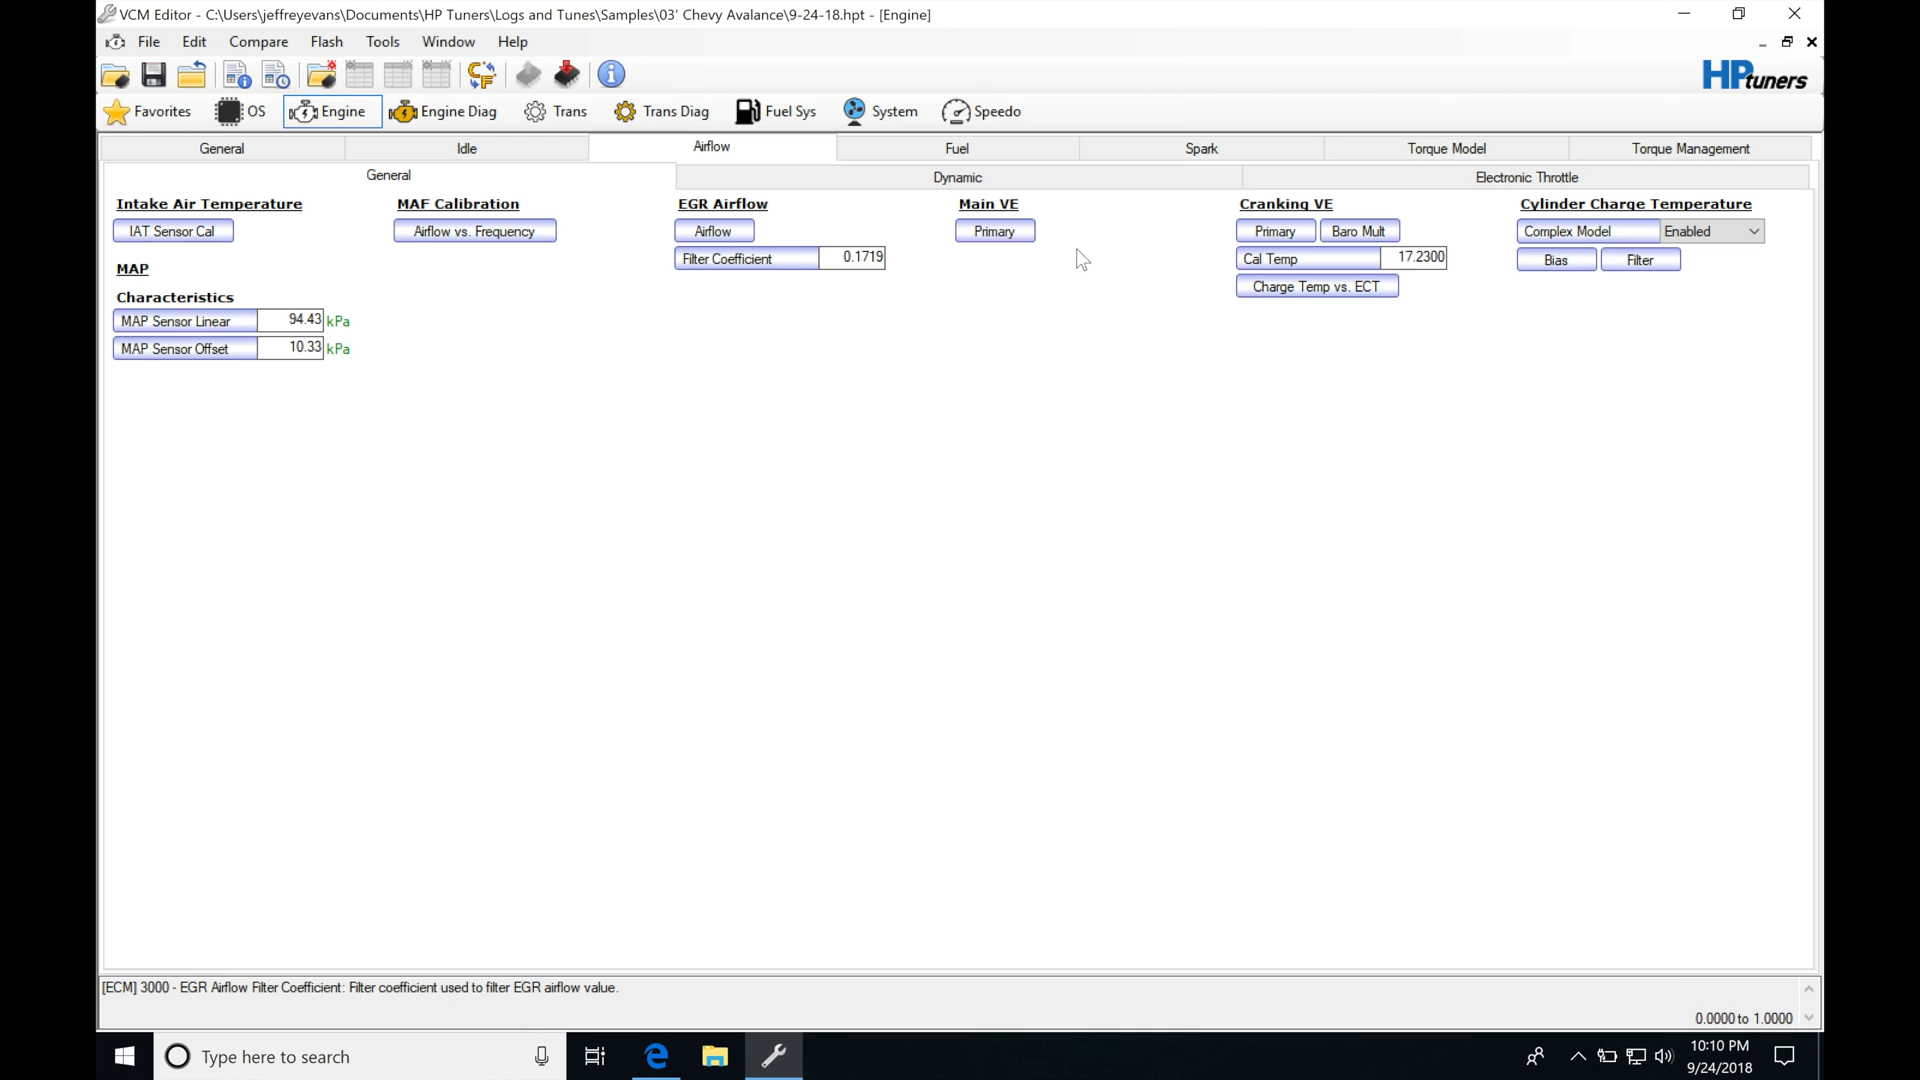 VCM Editor - C:\Users\jeffreyevans\Documents\HP Tuners\Logs and Tunes\Samples\03' Chevy Avalance\9-24-18.hpt - [Engine]
File Edit Compare Flash Tools Window Help
HPtuners
Favorites OS Engine Engine Diag Trans Trans Diag Fuel Sys System Speedo
General Idle Airflow Fuel Spark Torque Model Torque Management
General Dynamic Electronic Throttle
Intake Air Temperature MAF Calibration EGR Airflow Main VE Cranking VE Cylinder Charge Temperature
IAT Sensor Cal Airflow vs. Frequency Airflow Primary Primary Baro Mult Complex Model Enabled
Filter Coefficient 0.1719 Cal Temp 17.2300 Bias Filter
MAP
Charge Temp vs. ECT
Characteristics
MAP Sensor Linear 94.43 kPa
MAP Sensor Offset 10.33 kPa
[ECM] 3000 - EGR Airflow Filter Coefficient: Filter coefficient used to filter EGR airflow value.
0.0000 to 1.0000
Type here to search
10:10 PM
9/24/2018